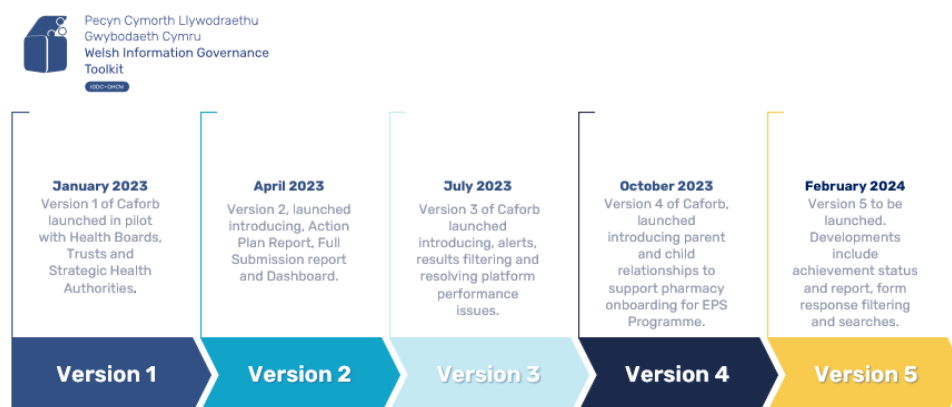 Pecyn Cymorth Llywodraethu
Gwybodaeth Cymru
Welsh Information Governance
Toolkit
IGDC•GHCW
January 2023
Version 1 of Caforb
launched in pilot
with Health Boards,
Trusts and
Strategic Health
Authorities.
April 2023
Version 2, launched
introducing, Action
Plan Report, Full
Submission report
and Dashboard.
July 2023
Version 3 of Caforb
launched
introducing, alerts,
results filtering and
resolving platform
performance
issues.
October 2023
Version 4 of Caforb,
launched
introducing parent
and child
relationships to
support pharmacy
onboarding for EPS
Programme.
February 2024
Version 5 to be
launched.
Developments
include
achievement status
and report, form
response filtering
and searches.
Version 1
Version 2
Version 3
Version 4
Version 5